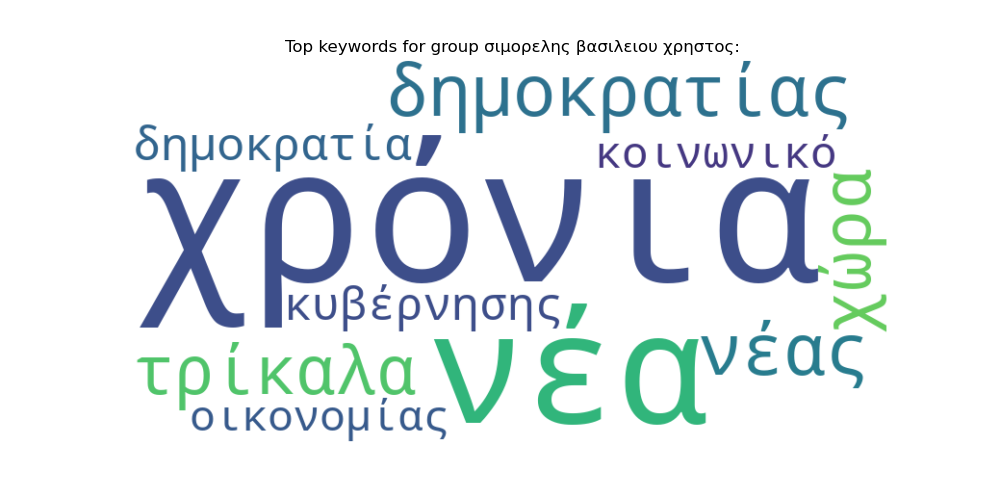 Top keywords for group σιμορελης βασιλειου χρηστος:
δημοκρατίας
δημοκρατία
κοινωνικό
χρόνια
χώρα
κυβέρνησης
νέα
νέας
τρίκαλα
οικονομίας